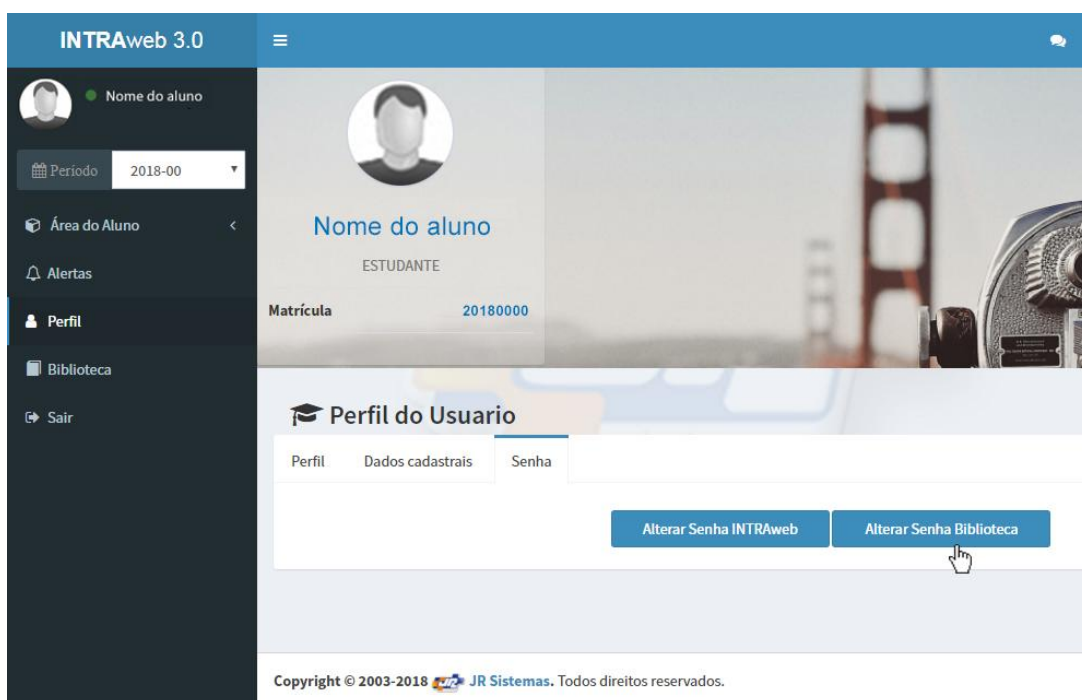 INTRAweb 3.0
Nome do aluno
Período 2018-00
Área do Aluno
Alertas
Perfil
Biblioteca
Sair
Nome do aluno
ESTUDANTE
Matrícula 20180000
Perfil do Usuario
Perfil Dados cadastrais Senha
Alterar Senha INTRAweb Alterar Senha Biblioteca
Copyright © 2003-2018 JR Sistemas. Todos direitos reservados.